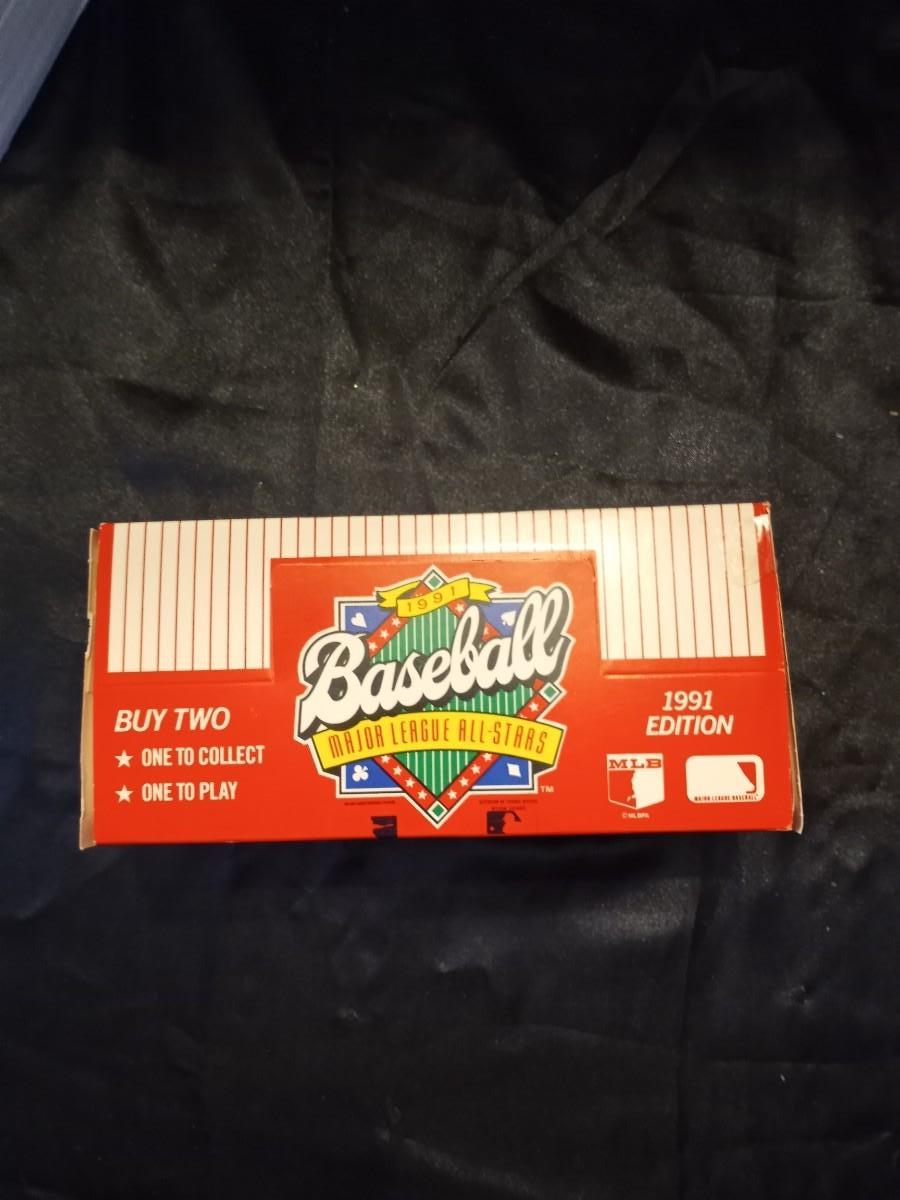 1991
Baseball
MAJOR LEAGUE ALL-STARS
TM
BUY TWO
★ ONE TO COLLECT
★ ONE TO PLAY
1991
EDITION
MLB
©MLBPA
MAJOR LEAGUE BASEBALL